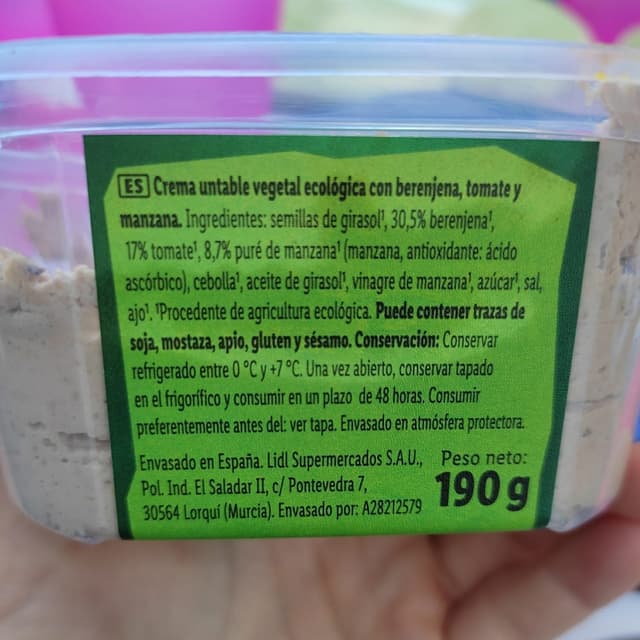 ES Crema untable vegetal ecológica con berenjena, tomate y
manzana. Ingredientes: semillas de girasol¹, 30,5% berenjena¹,
17% tomate¹, 8,7% puré de manzana¹ (manzana, antioxidante: ácido
ascórbico), cebolla¹, aceite de girasol¹, vinagre de manzana¹, azúcar¹, sal,
ajo¹. ¹Procedente de agricultura ecológica. Puede contener trazas de
soja, mostaza, apio, gluten y sésamo. Conservación: Conservar
refrigerado entre 0 °C y +7 °C. Una vez abierto, conservar tapado
en el frigorífico y consumir en un plazo de 48 horas. Consumir
preferentemente antes del: ver tapa. Envasado en atmósfera protectora.
Envasado en España. Lidl Supermercados S.A.U.,
Pol. Ind. El Saladar II, c/ Pontevedra 7,
30564 Lorquí (Murcia). Envasado por: A28212579
Peso neto:
190 g